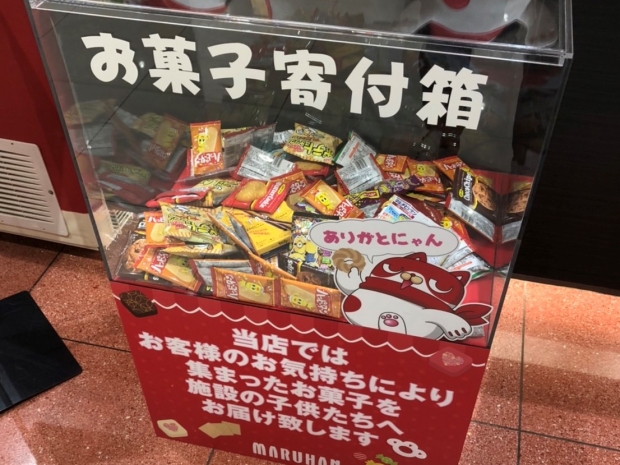 お菓子寄付箱
ありがとにゃん
当店では
お客様のお気持ちにより
集まったお菓子を
施設の子供たちへ
お届け致します
MARUHAN